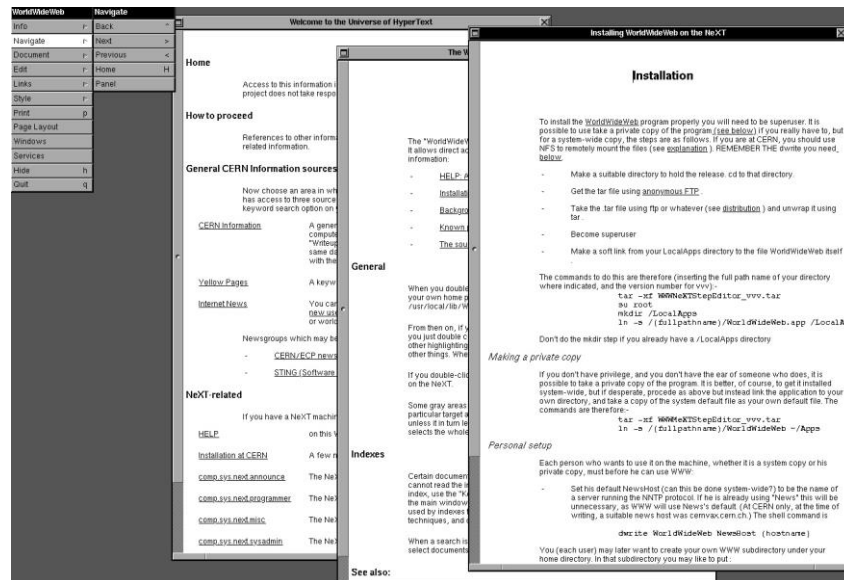 WorldWideWeb
Info
Navigate
Document
Edit
Links
Style
Print p
Page Layout
Windows
Services
Hide h
Quit q
Navigate
Back ^
Next >
Previous <
Home H
Panel
Welcome to the Universe of HyperText
Home
Access to this information
project does not take
How to proceed
References to other
related information.
General CERN Information sources
Now choose an area in
has access to three
keyword search option on
CERN Information A
"Writeup
same
with the
Yellow Pages A
Internet News You can
new
or
Newsgroups which may be
- CERN/ECP news
- STING (Software
NeXT-related
If you have a NeXT
HELP on this
Installation at CERN A few
comp.sys.next.announce The
comp.sys.next.programmer The
comp.sys.next.misc The
comp.sys.next.sysadmin The
The
The
It allows direct
information:
- HELP:
-
-
- Known
- The
General
When you double
your own home
/usr/local/lib/
From then on, if
you just double
other highlighting
other things.
If you
on the NeXT.
Some gray areas
particular target
unless it in turn
selects the whole
Indexes
Certain
cannot read the
index, use the
the main window
used by indexes
techniques, and
When a search is
select documents
See also:
Installing WorldWideWeb on the NeXT
Installation
To install the WorldWideWeb program properly you will need to be superuser. It is
possible to use take a private copy of the program (see below) if you really have to, but
for a system-wide copy, the steps are as follows. If you are at CERN, you should use
NFS to remotely mount the files (see explanation ). REMEMBER THE dwrite you need,
below.
- Make a suitable directory to hold the release. cd to that directory.
- Get the tar file using anonymous FTP .
- Take the .tar file using ftp or whatever (see distribution ) and unwrap it using
tar .
- Become superuser
- Make a soft link from your LocalApps directory to the file WorldWideWeb itself
.
The commands to do this are therefore (inserting the full path name of your directory
where indicated, and the version number for vvv):-
tar -xf WWWNeXTStepEditor_vvv.tar
su root
mkdir /LocalApps
ln -s /(fullpathname)/WorldWideWeb.app /LocalA
Don't do the mkdir step if you already have a /LocalApps directory
Making a private copy
If you don't have privilege, and you don't have the ear of someone who does, it is
possible to take a private copy of the program. It is better, of course, to get it installed
system-wide, but if desperate, procede as above but instead link the application to your
own directory, and take a copy of the system default file as your own default file. The
commands are therefore:-
tar -xf WWWMeXTStepEditor_vvv.tar
ln -s /(fullpathname)/WorldWideWeb ~/Apps
Personal setup
Each person who wants to use it on the machine, whether it is a system copy or his
private copy, must before he can use WWW:
- Set his default NewsHost (can this be done system-wide?) to be the name of
a server running the NNTP protocol. If he is already using "News" this will be
unnecessary, as WWW will use News's default. (At CERN only, at the time of
writing, a suitable news host was cernvax.cern.ch.) The shell command is
dwrite WorldWideWeb NewsHost (hostname)
You (each user) may later want to create your own WWW subdirectory under your
home directory. In that subdirectory you may like to put :